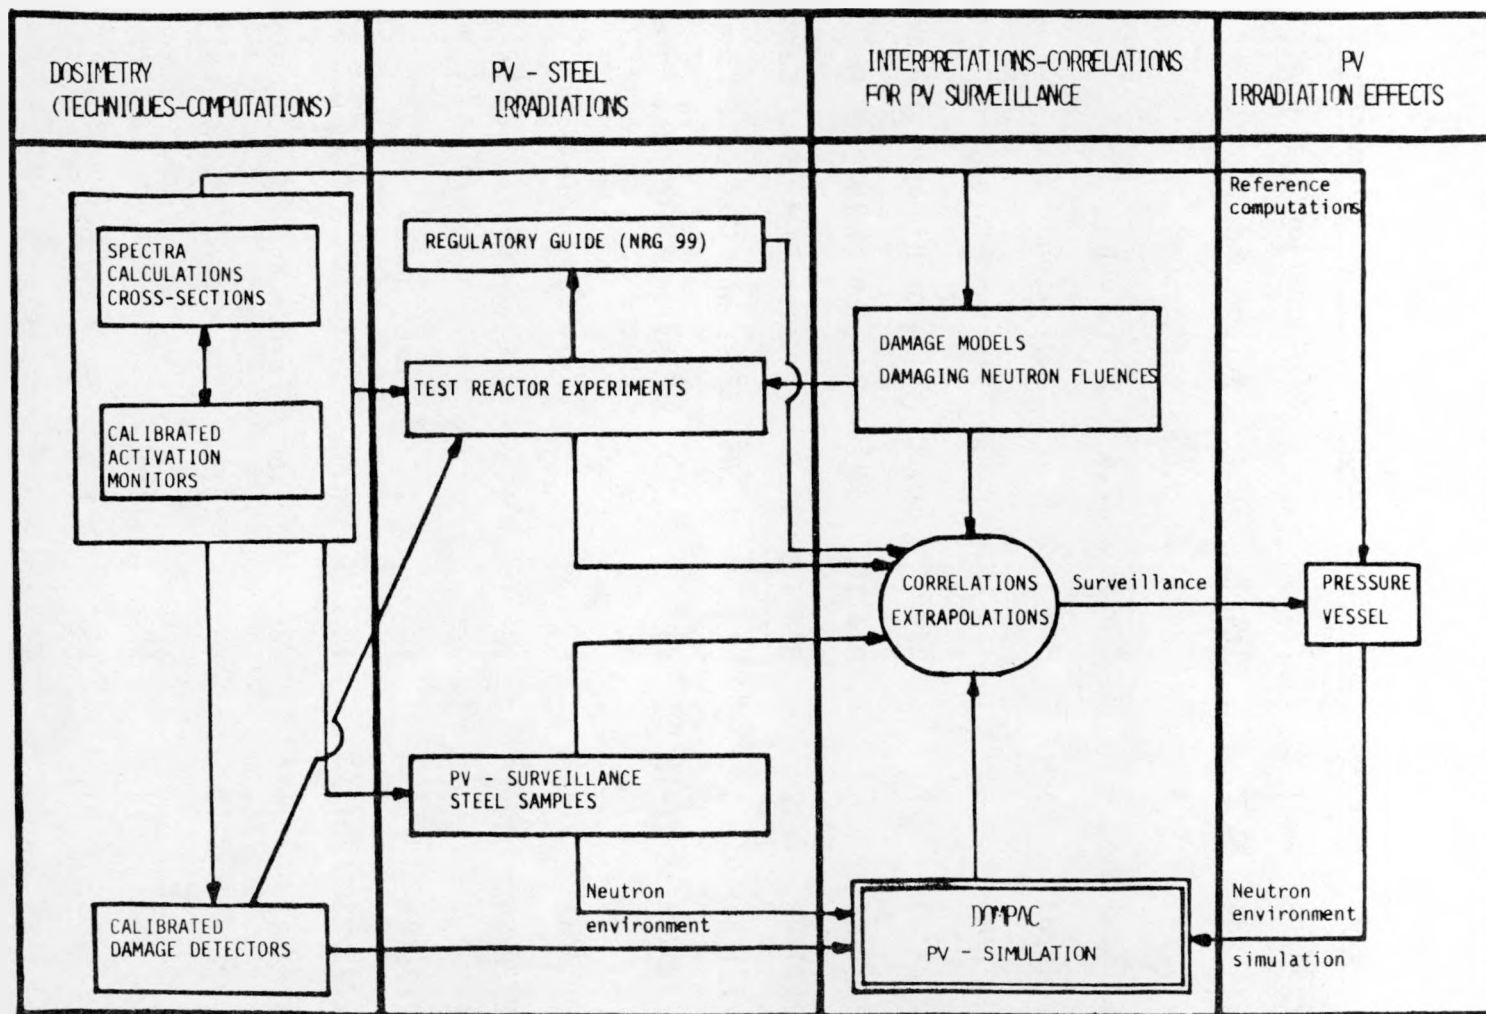 DOSIMETRY
(TECHNIQUES-COMPUTATIONS)
PV - STEEL
IRRADIATIONS
INTERPRETATIONS-CORRELATIONS
FOR PV SURVEILLANCE
PV
IRRADIATION EFFECTS
Reference
computations
SPECTRA
CALCULATIONS
CROSS-SECTIONS
REGULATORY GUIDE (NRG 99)
DAMAGE MODELS
DAMAGING NEUTRON FLUENCES
TEST REACTOR EXPERIMENTS
CALIBRATED
ACTIVATION
MONITORS
CORRELATIONS
EXTRAPOLATIONS
Surveillance
PRESSURE
VESSEL
PV - SURVEILLANCE
STEEL SAMPLES
Neutron
environment
CALIBRATED
DAMAGE DETECTORS
DOMPAC
PV - SIMULATION
Neutron
environment
simulation